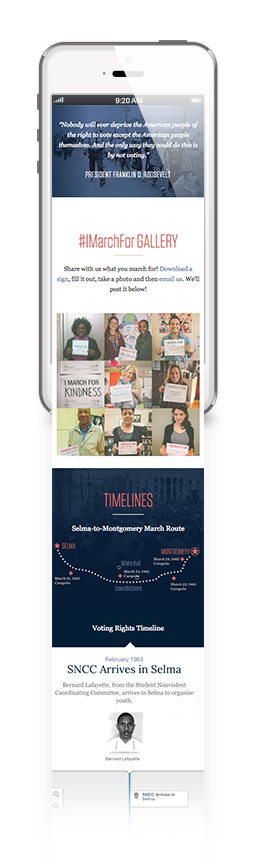 9:20 AM
"Nobody will ever deprive the American people of
the right to vote except the American people
themselves. And the only way they could do this is
by not voting."
PRESIDENT FRANKLIN D. ROOSEVELT
#IMarchFor GALLERY
Share with us what you march for! Download a
sign, fill it out, take a photo and then email us. We'll
post it below!
I MARCH FOR
KINDNESS
TIMELINES
Selma-to-Montgomery March Route
SELMA
MONTGOMERY
White Hall
Lowndesboro
March 21, 1965
Campsite
March 22, 1965
Campsite
March 24, 1965
Campsite
Voting Rights Timeline
February 1963
SNCC Arrives in Selma
Bernard Lafayette, from the Student Nonviolent
Coordinating Committee, arrives in Selma to organize
youth.
Bernard Lafayette
SNCC Arrives in
Selma